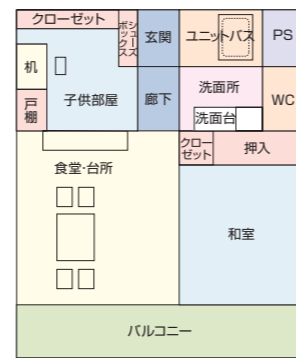 クローゼット
シューズ
ボックス
玄関
ユニットバス
PS
机
戸
棚
子供部屋
廊下
洗面所
洗面台
WC
食堂・台所
クロー
ゼット
押入
和室
バルコニー